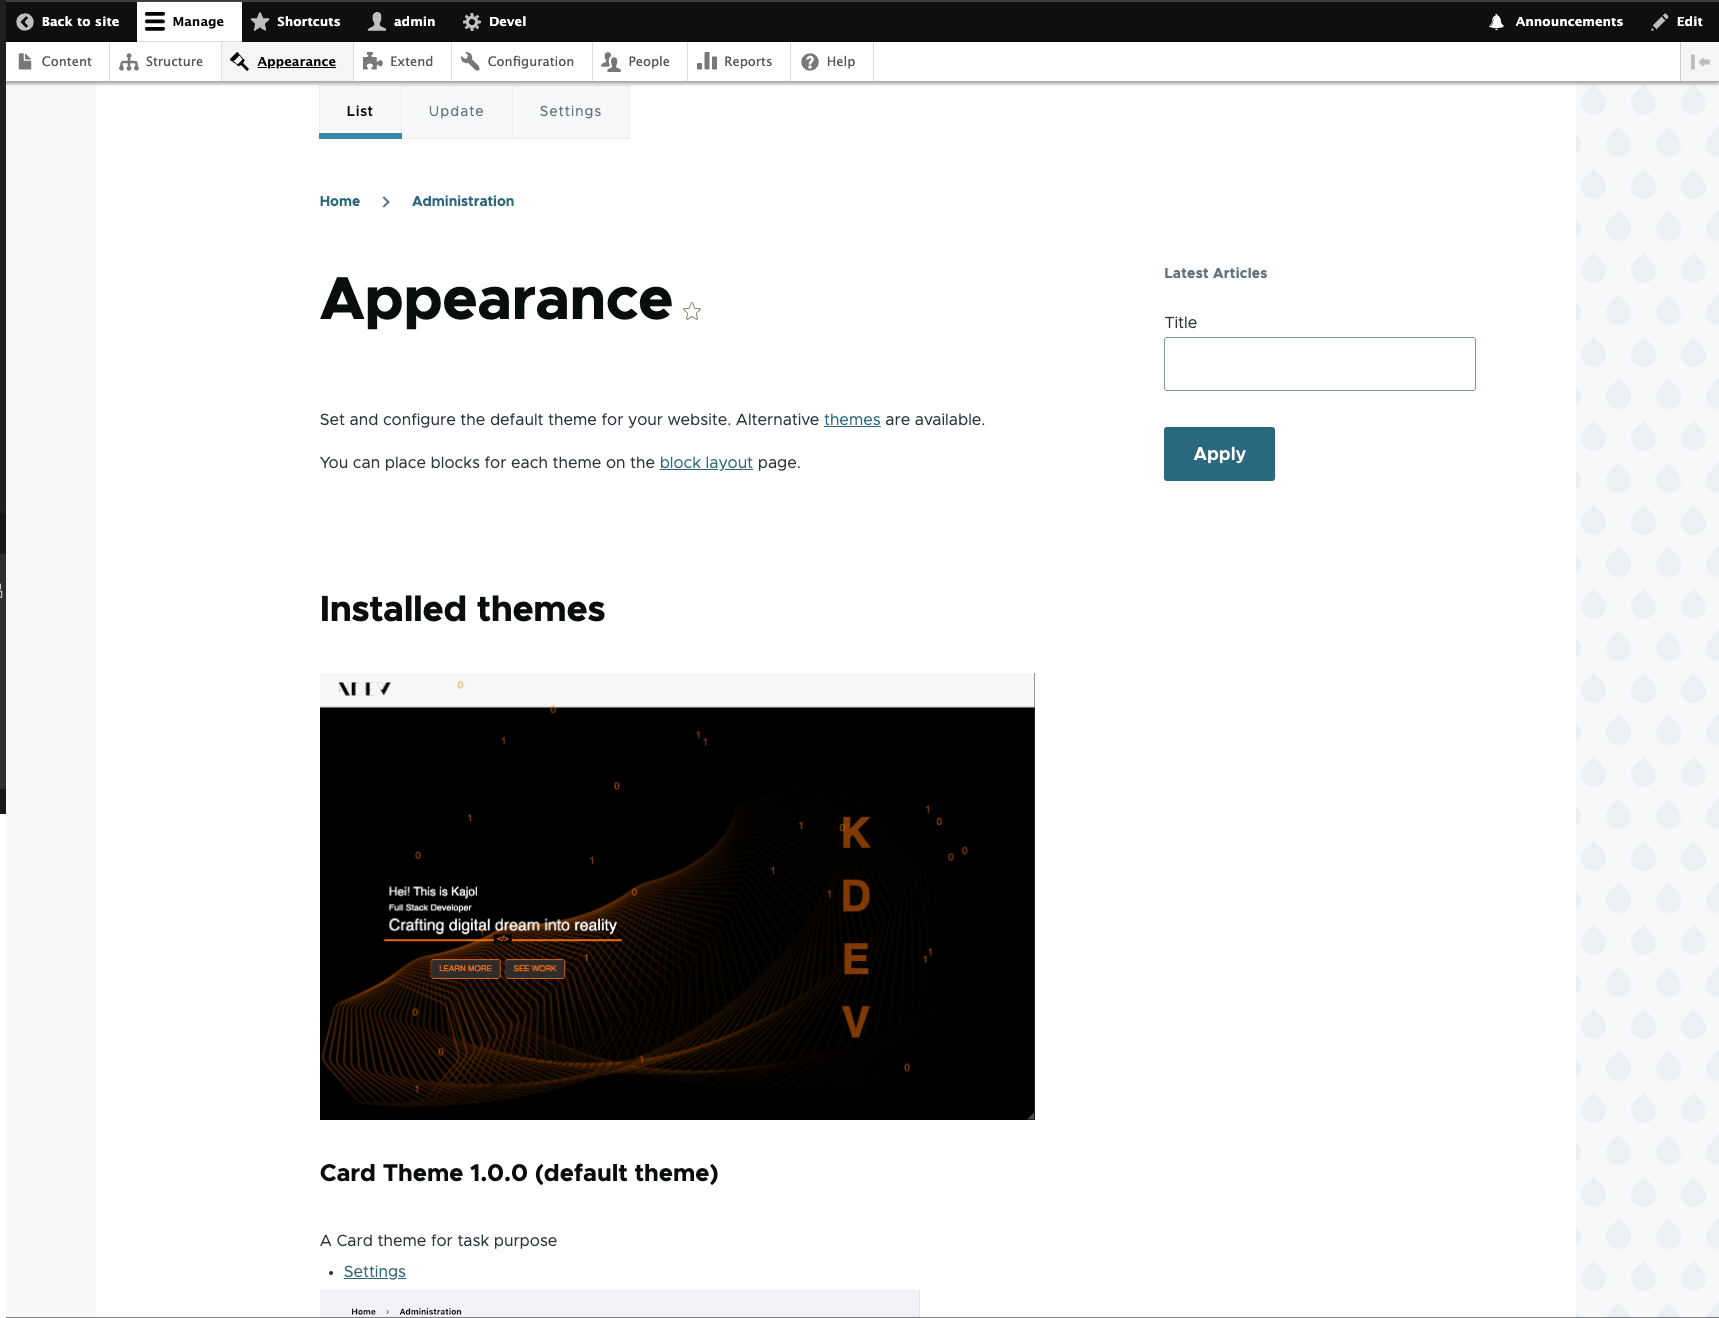 Back to site
Manage
Shortcuts
admin
Devel
Announcements
Edit
Content
Structure
Appearance
Extend
Configuration
People
Reports
Help
List
Update
Settings
Home
Administration
Appearance
Latest Articles
Title
Apply
Set and configure the default theme for your website. Alternative themes are available.
You can place blocks for each theme on the block layout page.
Installed themes
Hei! This is Kajol
Full Stack Developer
Crafting digital dream into reality
</>
LEARN MORE
SEE WORK
K
D
E
V
Card Theme 1.0.0 (default theme)
A Card theme for task purpose
• Settings
Home > Administration